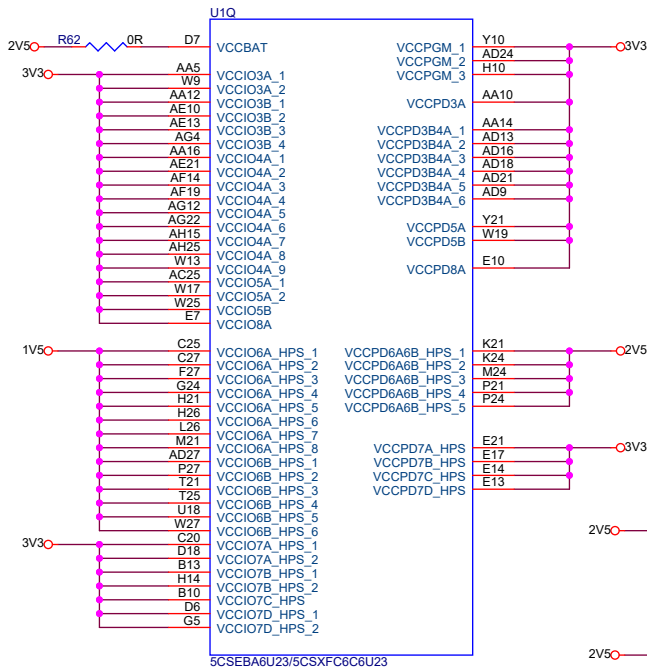 U1Q
2V5 R62 0R D7 VCCBAT VCCPGM_1 Y10 3V3
VCCPGM_2 AD24
3V3 AA5 VCCIO3A_1 VCCPGM_3 H10
W9 VCCIO3A_2
AA12 VCCIO3B_1 VCCPD3A AA10
AE10 VCCIO3B_2
AE13 VCCIO3B_3 VCCPD3B4A_1 AA14
AG4 VCCIO3B_4 VCCPD3B4A_2 AD13
AA16 VCCIO4A_1 VCCPD3B4A_3 AD16
AE21 VCCIO4A_2 VCCPD3B4A_4 AD18
AF14 VCCIO4A_3 VCCPD3B4A_5 AD21
AF19 VCCIO4A_4 VCCPD3B4A_6 AD9
AG12 VCCIO4A_5
AG22 VCCIO4A_6 VCCPD5A Y21
AH15 VCCIO4A_7 VCCPD5B W19
AH25 VCCIO4A_8
W13 VCCIO4A_9 VCCPD8A E10
AC25 VCCIO5A_1
W17 VCCIO5A_2
W25 VCCIO5B
E7 VCCIO8A
1V5 C25 VCCIO6A_HPS_1 VCCPD6A6B_HPS_1 K21 2V5
C27 VCCIO6A_HPS_2 VCCPD6A6B_HPS_2 K24
F27 VCCIO6A_HPS_3 VCCPD6A6B_HPS_3 M24
G24 VCCIO6A_HPS_4 VCCPD6A6B_HPS_4 P21
H21 VCCIO6A_HPS_5 VCCPD6A6B_HPS_5 P24
H26 VCCIO6A_HPS_6
L26 VCCIO6A_HPS_7
M21 VCCIO6A_HPS_8 VCCPD7A_HPS E21 3V3
AD27 VCCIO6B_HPS_1 VCCPD7B_HPS E17
P27 VCCIO6B_HPS_2 VCCPD7C_HPS E14
T21 VCCIO6B_HPS_3 VCCPD7D_HPS E13
T25 VCCIO6B_HPS_4
U18 VCCIO6B_HPS_5
W27 VCCIO6B_HPS_6 2V5
3V3 C20 VCCIO7A_HPS_1
D18 VCCIO7A_HPS_2
B13 VCCIO7B_HPS_1
H14 VCCIO7B_HPS_2
B10 VCCIO7C_HPS
D6 VCCIO7D_HPS_1
G5 VCCIO7D_HPS_2
2V5
5CSEBA6U23/5CSXFC6C6U23